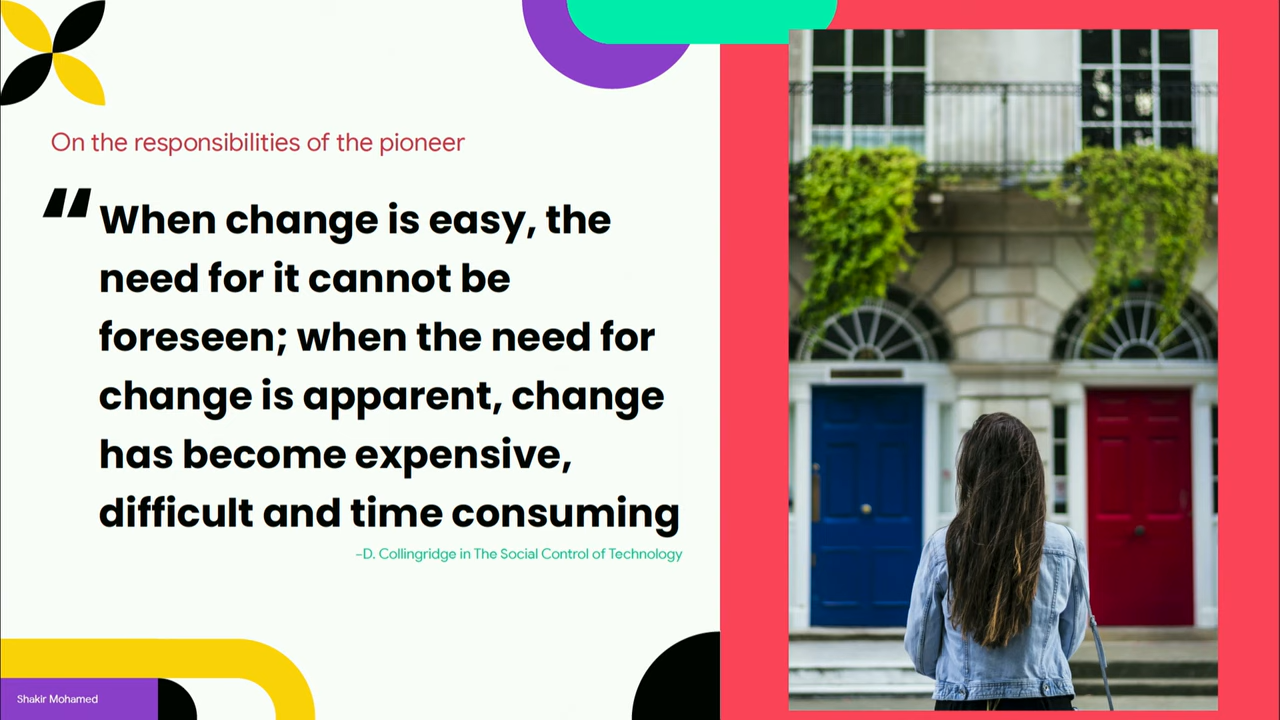 On the responsibilities of the pioneer
“ When change is easy, the
need for it cannot be
foreseen; when the need for
change is apparent, change
has become expensive,
difficult and time consuming
–D. Collingridge in The Social Control of Technology
Shakir Mohamed